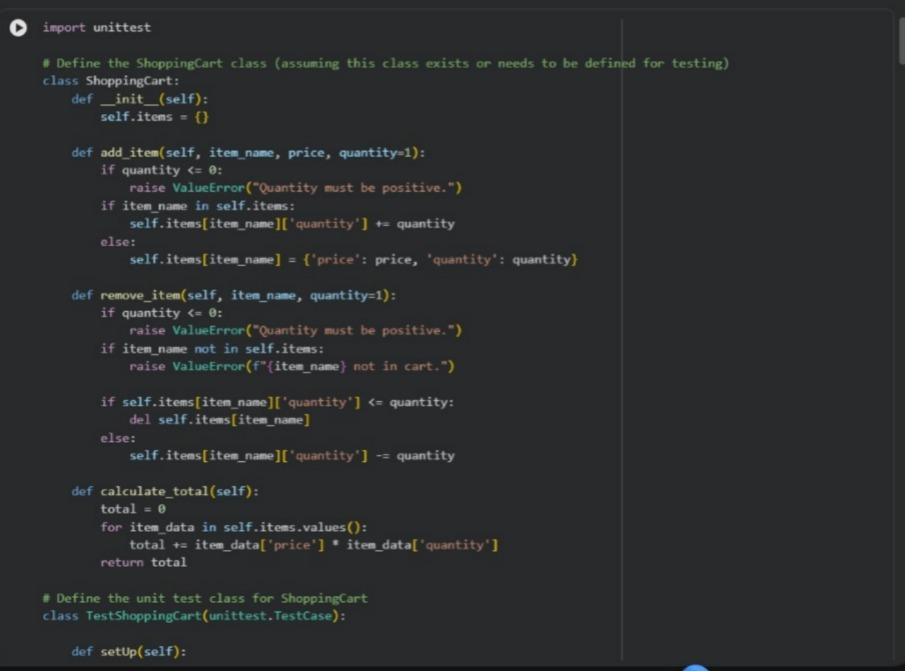 import unittest
# Define the ShoppingCart class (assuming this class exists or needs to be defined for testing)
class ShoppingCart:
    def __init__(self):
        self.items = {}
    def add_item(self, item_name, price, quantity=1):
        if quantity <= 0:
            raise ValueError("Quantity must be positive.")
        if item_name in self.items:
            self.items[item_name]['quantity'] += quantity
        else:
            self.items[item_name] = {'price': price, 'quantity': quantity}
    def remove_item(self, item_name, quantity=1):
        if quantity <= 0:
            raise ValueError("Quantity must be positive.")
        if item_name not in self.items:
            raise ValueError(f"{item_name} not in cart.")
        if self.items[item_name]['quantity'] <= quantity:
            del self.items[item_name]
        else:
            self.items[item_name]['quantity'] -= quantity
    def calculate_total(self):
        total = 0
        for item_data in self.items.values():
            total += item_data['price'] * item_data['quantity']
        return total
# Define the unit test class for ShoppingCart
class TestShoppingCart(unittest.TestCase):
    def setUp(self):